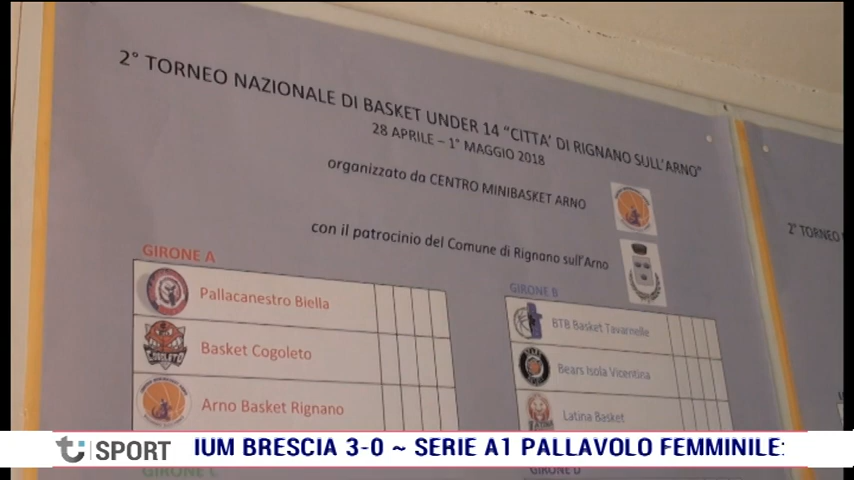 2° TORNEO NAZIONALE DI BASKET UNDER 14 "CITTA' DI RIGNANO SULL'ARNO"
28 APRILE – 1° MAGGIO 2018
organizzato da CENTRO MINIBASKET ARNO
con il patrocinio del Comune di Rignano sull'Arno
GIRONE A
Pallacanestro Biella
Basket Cogoleto
COGOLETO
Arno Basket Rignano
GIRONE B
BTB Basket Tavarnelle
Bears Isola Vicentina
Latina Basket
2° TORNEO
GIRONE C
GIRONE D
SPORT
IUM BRESCIA 3-0 ~ SERIE A1 PALLAVOLO FEMMINILE: